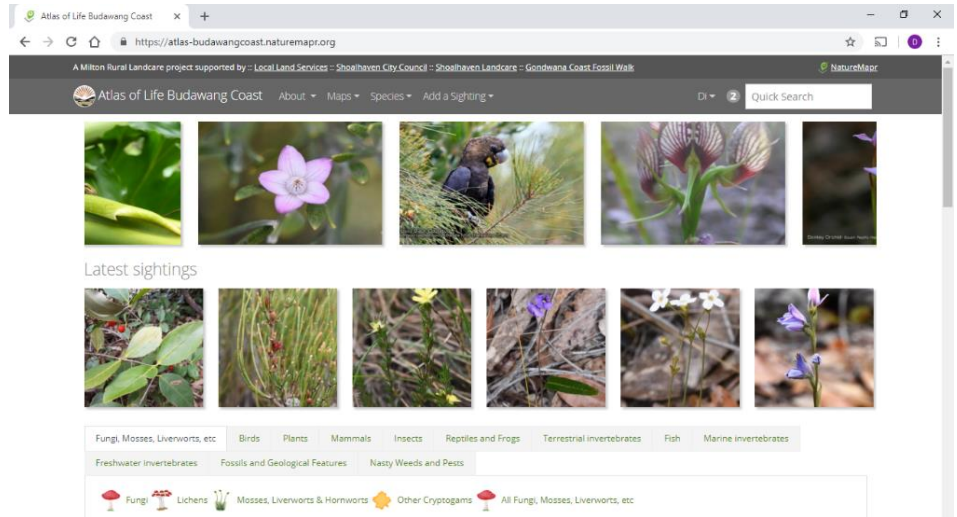 Atlas of Life Budawang Coast
https://atlas-budawangcoast.naturemapr.org
D
A Milton Rural Landcare project supported by :: Local Land Services :: Shoalhaven City Council :: Shoalhaven Landcare :: Gondwana Coast Fossil Walk
NatureMapr
Atlas of Life Budawang Coast About Maps Species Add a Sighting DI 2 Quick Search
Latest sightings
Fungi, Mosses, Liverworts, etc Birds Plants Mammals Insects Reptiles and Frogs Terrestrial invertebrates Fish Marine invertebrates
Freshwater invertebrates Fossils and Geological Features Nasty Weeds and Pests
Fungi Lichens Mosses, Liverworts & Hornworts Other Cryptogams All Fungi, Mosses, Liverworts, etc